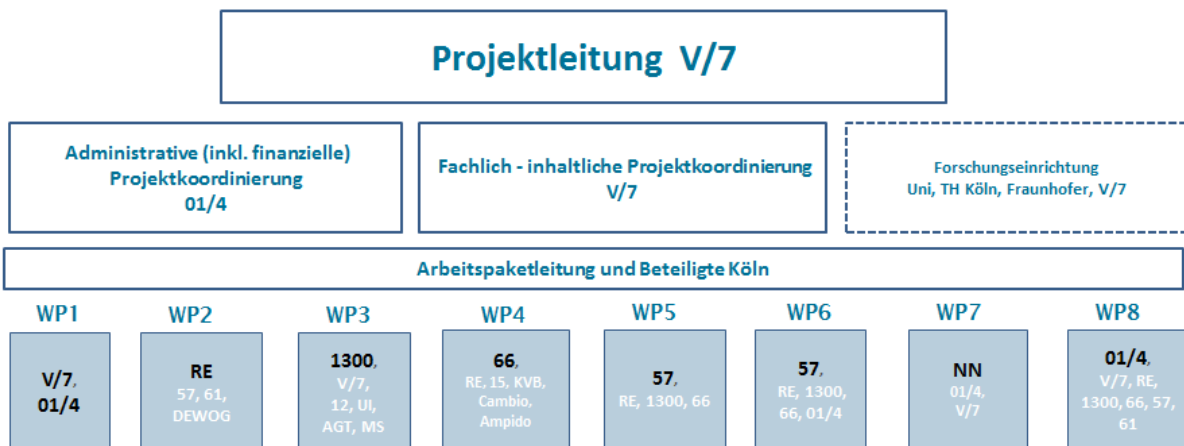 Projektleitung V/7
Administrative (inkl. finanzielle)
Projektkoordinierung
01/4
Fachlich - inhaltliche Projektkoordinierung
V/7
Forschungseinrichtung
Uni, TH Köln, Fraunhofer, V/7
Arbeitspaketleitung und Beteiligte Köln
WP1
V/7,
01/4
WP2
RE
57, 61,
DEWOG
WP3
1300,
V/7,
12, UI,
AGT, MS
WP4
66,
RE, 15, KVB,
Cambio,
Ampido
WP5
57,
RE, 1300, 66
WP6
57,
RE, 1300,
66, 01/4
WP7
NN
01/4,
V/7
WP8
01/4,
V/7, RE,
1300, 66, 57,
61